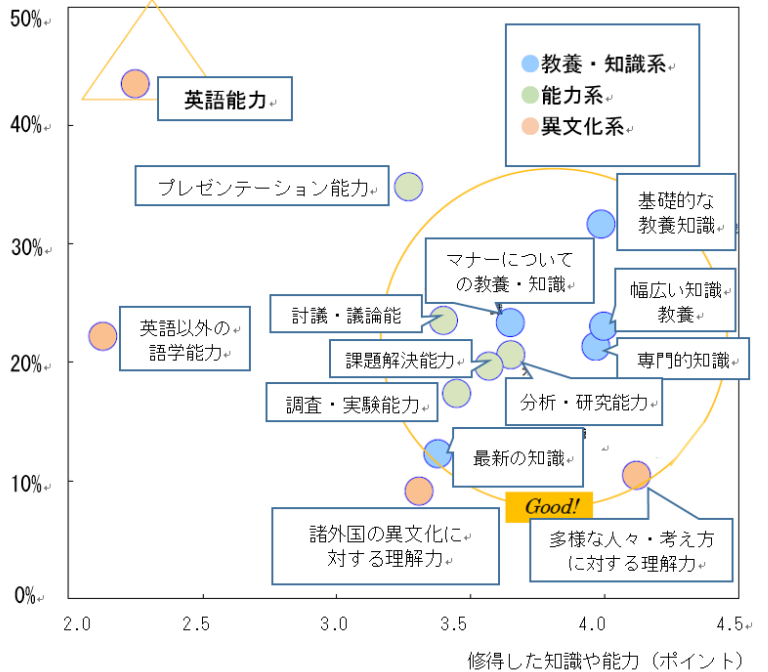 50%
40%
30%
20%
10%
0%
英語能力
教養・知識系
能力系
異文化系
プレゼンテーション能力
基礎的な
教養知識
マナーについて
の教養・知識
幅広い知識
教養
討議・議論能
英語以外の
語学能力
課題解決能力
専門的知識
調査・実験能力
分析・研究能力
最新の知識
Good!
諸外国の異文化に
対する理解力
多様な人々・考え方
に対する理解力
2.0
2.5
3.0
3.5
4.0
4.5
修得した知識や能力（ポイント）